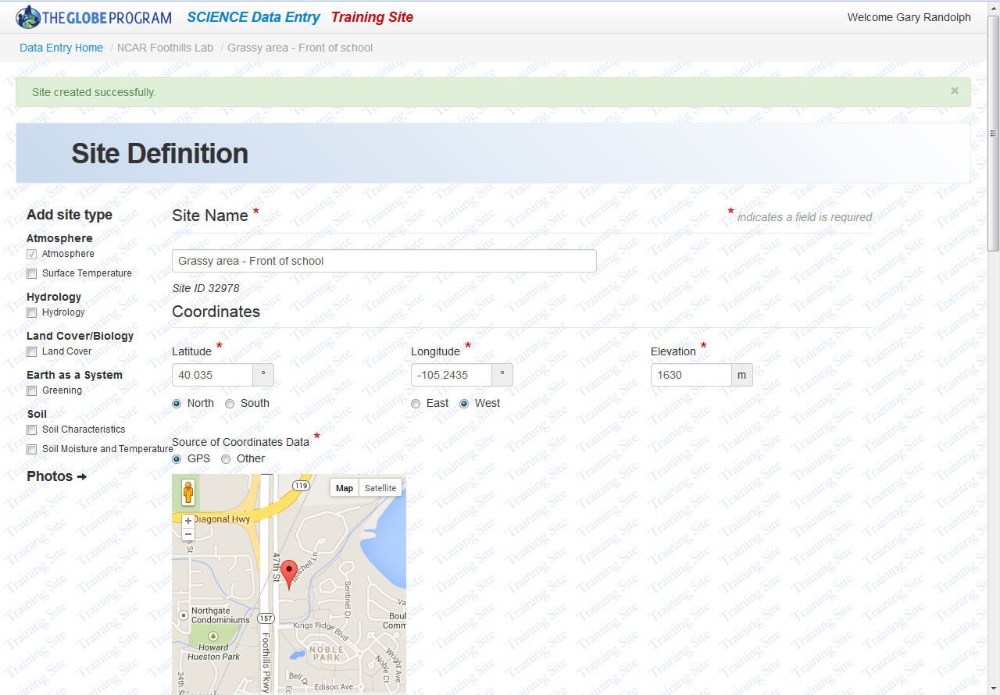 THE GLOBE PROGRAM SCIENCE Data Entry Training Site Welcome Gary Randolph
Data Entry Home / NCAR Foothills Lab / Grassy area - Front of school
Site created successfully. ×
Site Definition
Add site type
Atmosphere
Atmosphere
Surface Temperature
Hydrology
Hydrology
Land Cover/Biology
Land Cover
Earth as a System
Greening
Soil
Soil Characteristics
Soil Moisture and Temperature
Photos →
Site Name *
* indicates a field is required
Grassy area - Front of school
Site ID 32978
Coordinates
Latitude * Longitude * Elevation *
40.035 ° -105.2435 ° 1630 m
North South East West
Source of Coordinates Data *
GPS Other
119
Map Satellite
Diagonal Hwy
+
−
St
47th St
Mitchell Ln
Sentinel Dr
Northgate
Condominiums
157
Va
Boul
Comm
Kings Ridge Blvd
Howard
Hueston Park
Foothills Pkwy
NOBLE
PARK
Wright Ave
Noble Ct
34th St
Bell Dr
Edison Ave
Training Site